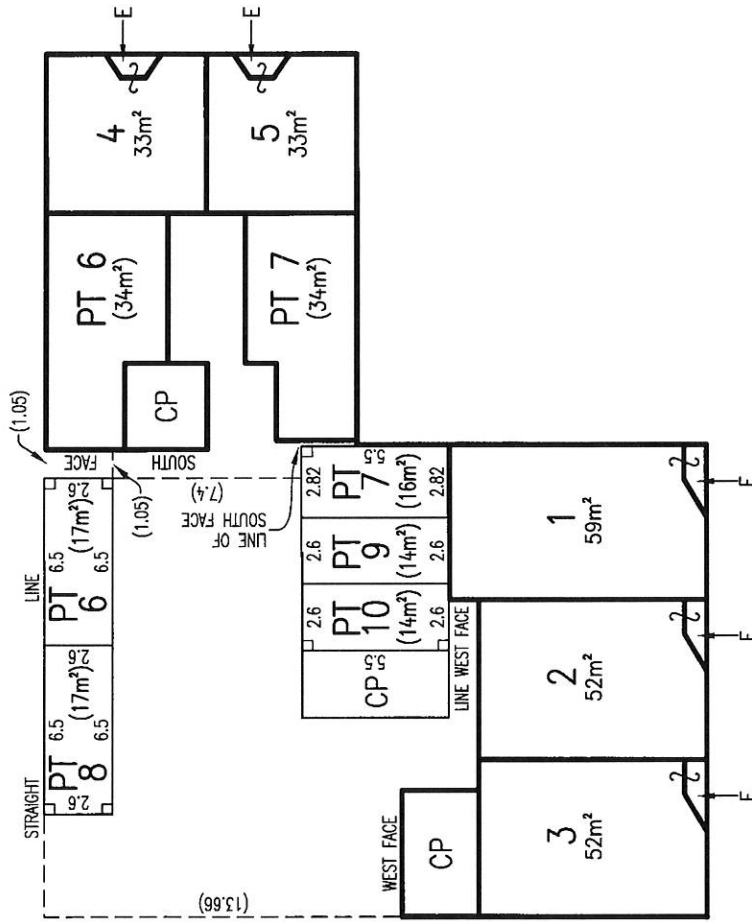 E
E
4
33m²
5
33m²
PT 6
(34m²)
PT 7
(34m²)
CP
(1.05)
SOUTH
FACE
(1.05)
(7.4)
LINE OF
SOUTH FACE
LINE
2.6
6.5
(17m²)
PT
6
6.5
2.6
6.5
(17m²)
PT
8
6.5
2.6
STRAIGHT
5.5
2.82
PT
7
(16m²)
2.82
2.6
PT
9
(14m²)
2.6
2.6
PT
10
(14m²)
2.6
5.5
CP
LINE WEST FACE
WEST FACE
CP
(13.66)
1
59m²
2
52m²
3
52m²
E
E
E